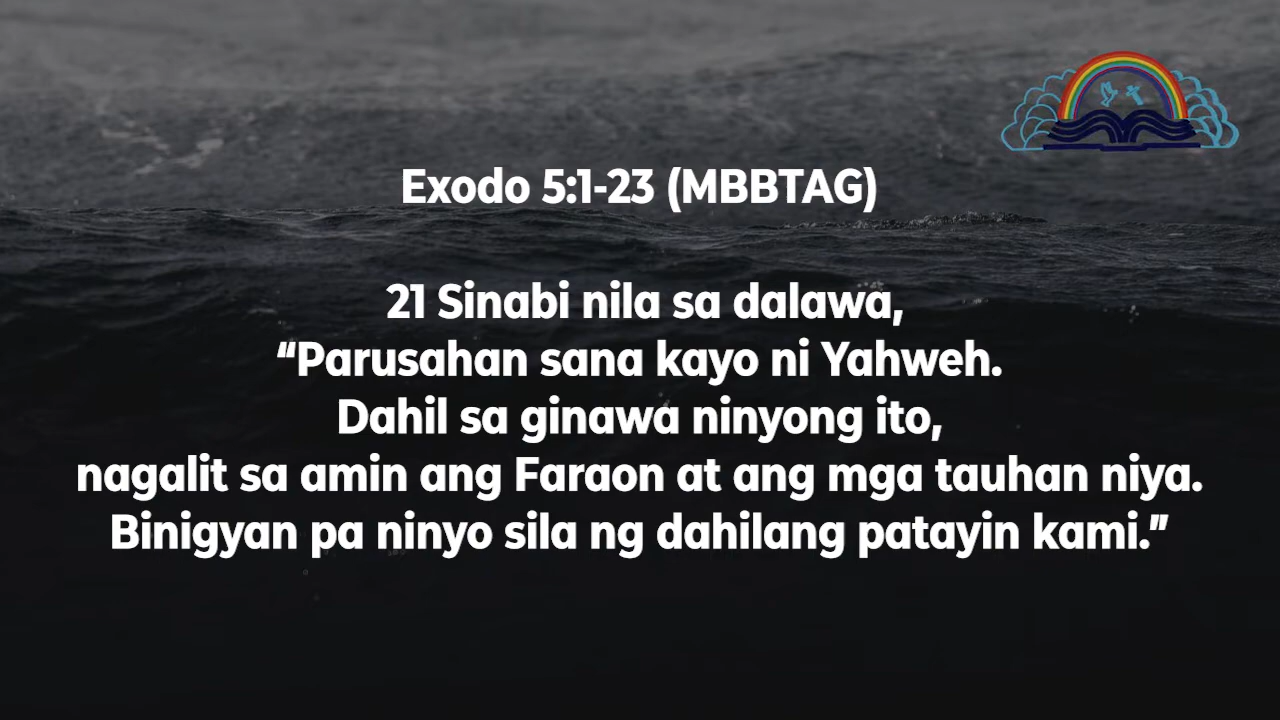 Exodo 5:1-23 (MBBTAG)
21 Sinabi nila sa dalawa,
“Parusahan sana kayo ni Yahweh.
Dahil sa ginawa ninyong ito,
nagalit sa amin ang Faraon at ang mga tauhan niya.
Binigyan pa ninyo sila ng dahilang patayin kami.”